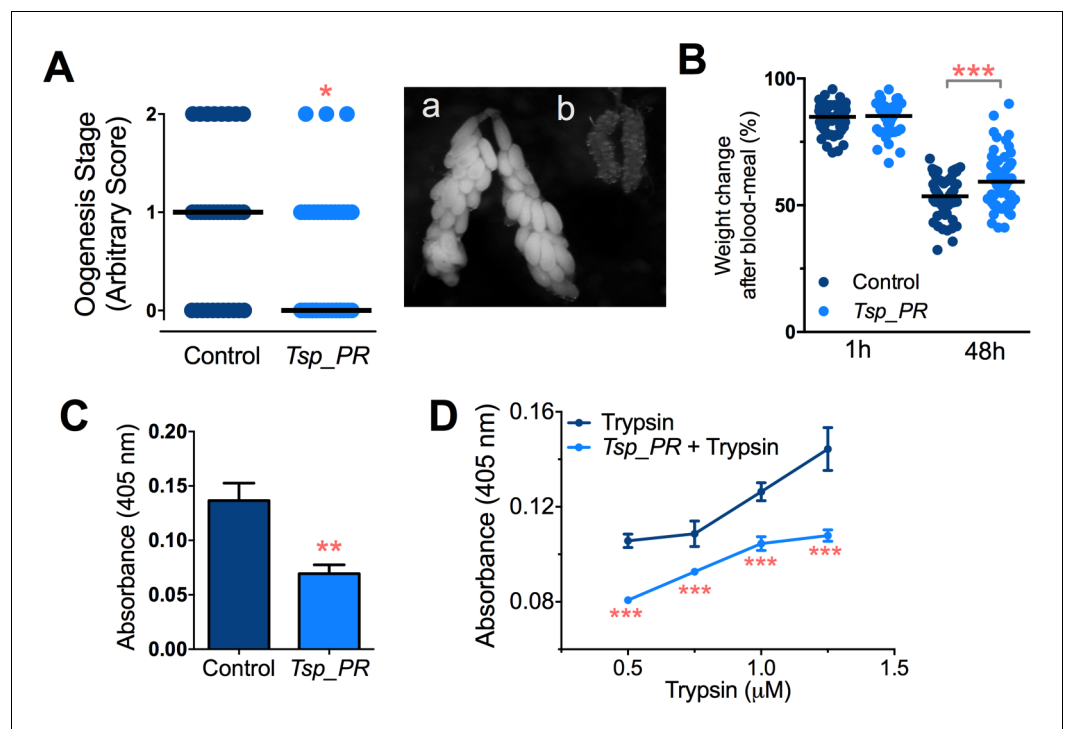 A
Oogenesis Stage
(Arbitrary Score)
2
1
0
*
Control
Tsp_PR
a
b
B
Weight change
after blood-meal (%)
100
50
0
***
Control
Tsp_PR
1h
48h
C
Absorbance (405 nm)
0.20
0.15
0.10
0.05
0.00
**
Control
Tsp_PR
D
Absorbance (405 nm)
0.16
0.12
0.08
Trypsin
Tsp_PR + Trypsin
***
***
***
***
0.5
1.0
1.5
Trypsin (μM)